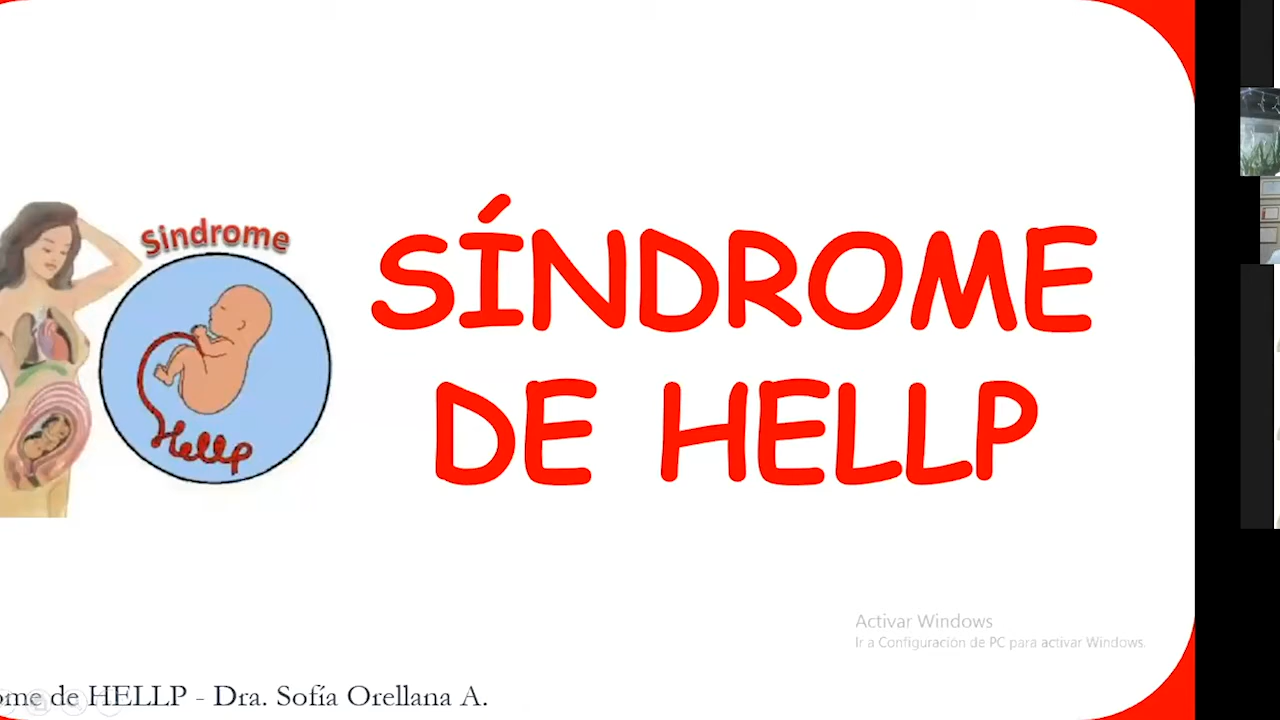 Síndrome
Hellp
SÍNDROME
DE HELLP
Activar Windows
Ir a Configuración de PC para activar Windows.
ome de HELLP - Dra. Sofía Orellana A.